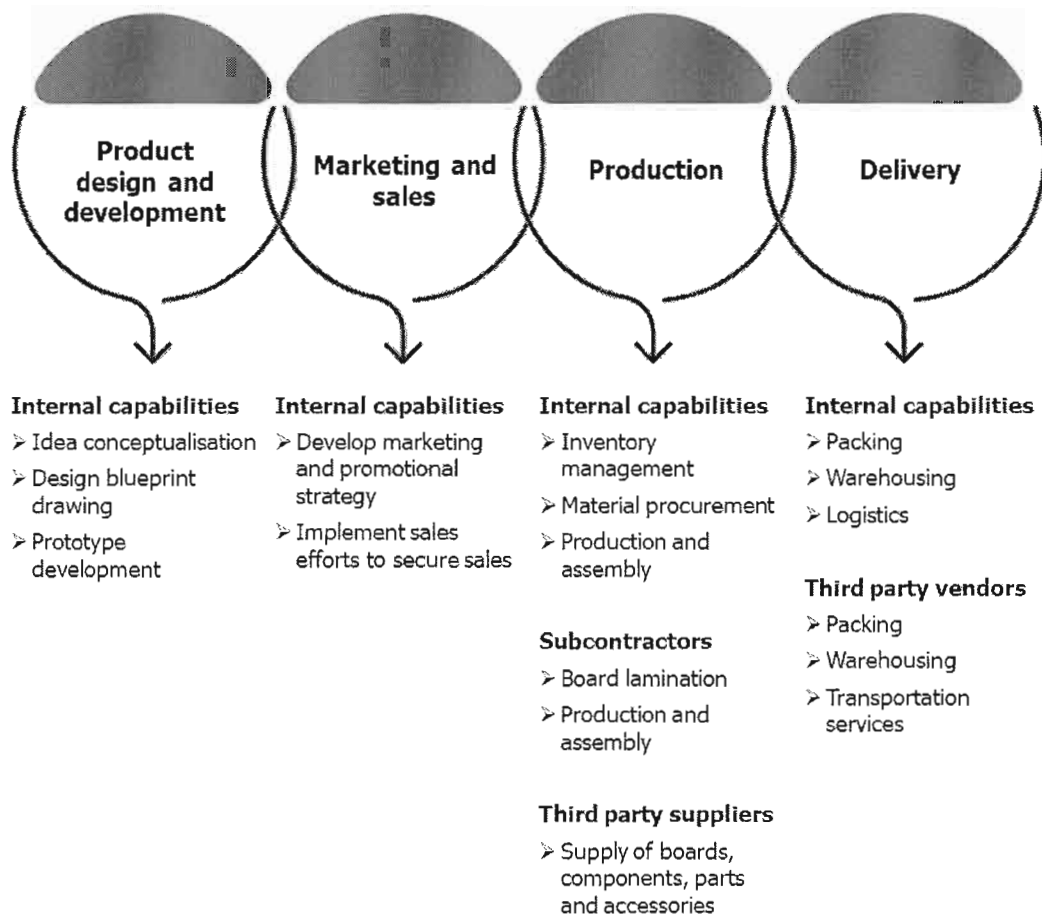 Product
design and
development
Marketing and
sales
Production
Delivery
Internal capabilities
➢ Idea conceptualisation
➢ Design blueprint
drawing
➢ Prototype
development
Internal capabilities
➢ Develop marketing
and promotional
strategy
➢ Implement sales
efforts to secure sales
Internal capabilities
➢ Inventory
management
➢ Material procurement
➢ Production and
assembly
Subcontractors
➢ Board lamination
➢ Production and
assembly
Third party suppliers
➢ Supply of boards,
components, parts
and accessories
Internal capabilities
➢ Packing
➢ Warehousing
➢ Logistics
Third party vendors
➢ Packing
➢ Warehousing
➢ Transportation
services